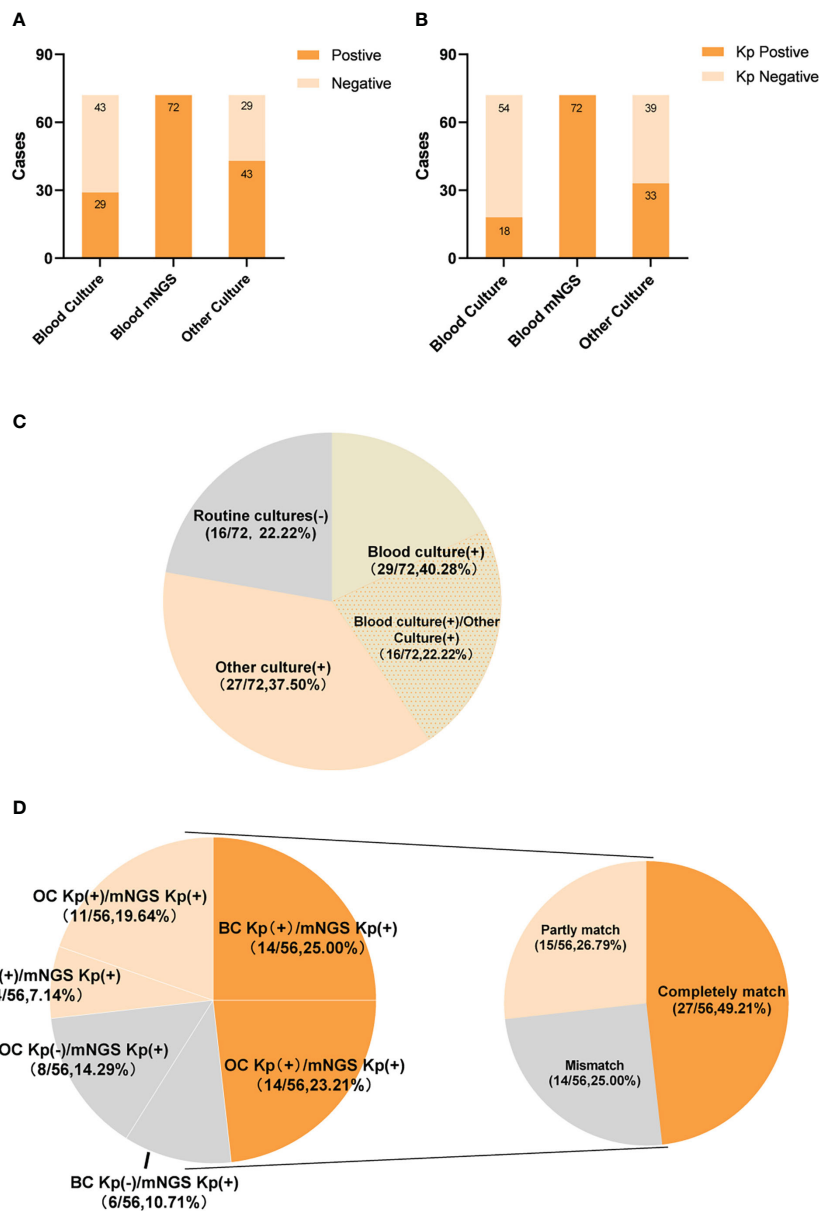 A
90
60
30
0
Cases
43
29
72
29
43
Blood Culture
Blood mNGS
Other Culture
Postive
Negative
B
90
60
30
0
Cases
54
18
72
39
33
Blood Culture
Blood mNGS
Other Culture
Kp Postive
Kp Negative
C
Routine cultures(-)
(16/72, 22.22%)
Blood culture(+)
(29/72,40.28%)
Blood culture(+)/Other
Culture(+)
(16/72,22.22%)
Other culture(+)
(27/72,37.50%)
D
OC Kp(+)/mNGS Kp(+)
(11/56,19.64%)
BC Kp(+)/mNGS Kp(+)
(14/56,25.00%)
(+)/mNGS Kp(+)
4/56,7.14%)
OC Kp(-)/mNGS Kp(+)
(8/56,14.29%)
OC Kp(+)/mNGS Kp(+)
(14/56,23.21%)
BC Kp(-)/mNGS Kp(+)
(6/56,10.71%)
Partly match
(15/56,26.79%)
Completely match
(27/56,49.21%)
Mismatch
(14/56,25.00%)